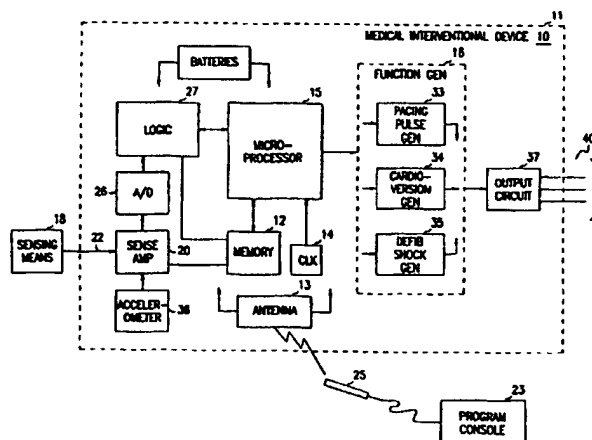 11
MEDICAL INTERVENTIONAL DEVICE 10
16
BATTERIES
FUNCTION GEN
27
15
33
LOGIC
MICRO-
PROCESSOR
PACING
PULSE
GEN
34
37
40
26
A/D
CARDIO-
VERSION GEN
OUTPUT
CIRCUIT
18
SENSING
MEANS
22
20
SENSE
AMP
12
MEMORY
14
CLK
35
DEFIB
SHOCK
GEN
13
ANTENNA
ACCELER-
OMETER
36
25
23
PROGRAM
CONSOLE